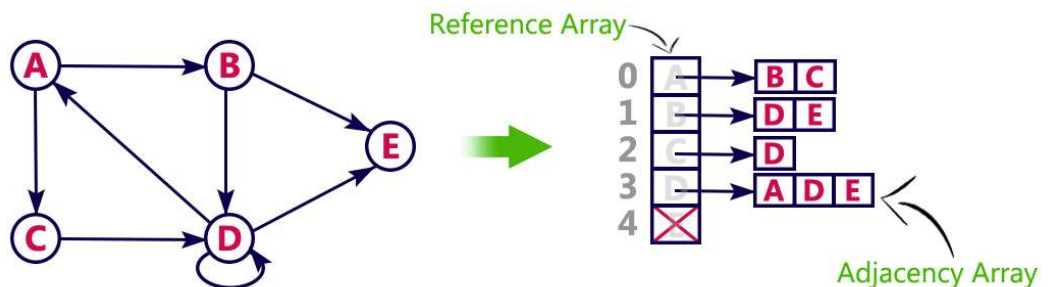 Reference Array
A B
E
C D
0 A B C
1 B D E
2 C D
3 D A D E
4 E
Adjacency Array